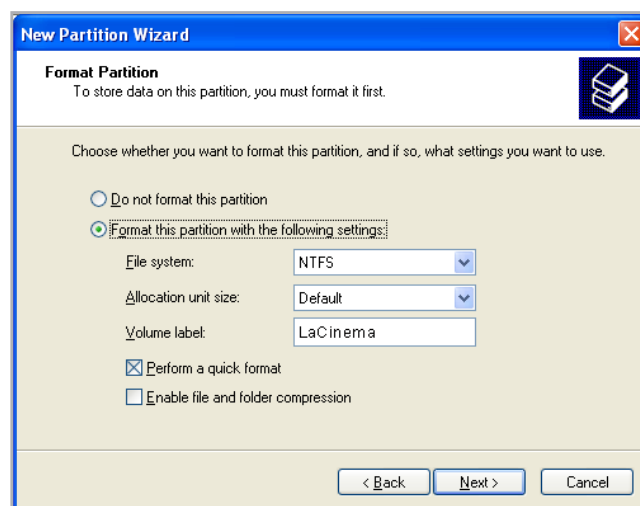 New Partition Wizard
Format Partition
To store data on this partition, you must format it first.
Choose whether you want to format this partition, and if so, what settings you want to use.
Do not format this partition
Format this partition with the following settings:
File system: NTFS
Allocation unit size: Default
Volume label: LaCinema
Perform a quick format
Enable file and folder compression
< Back Next > Cancel